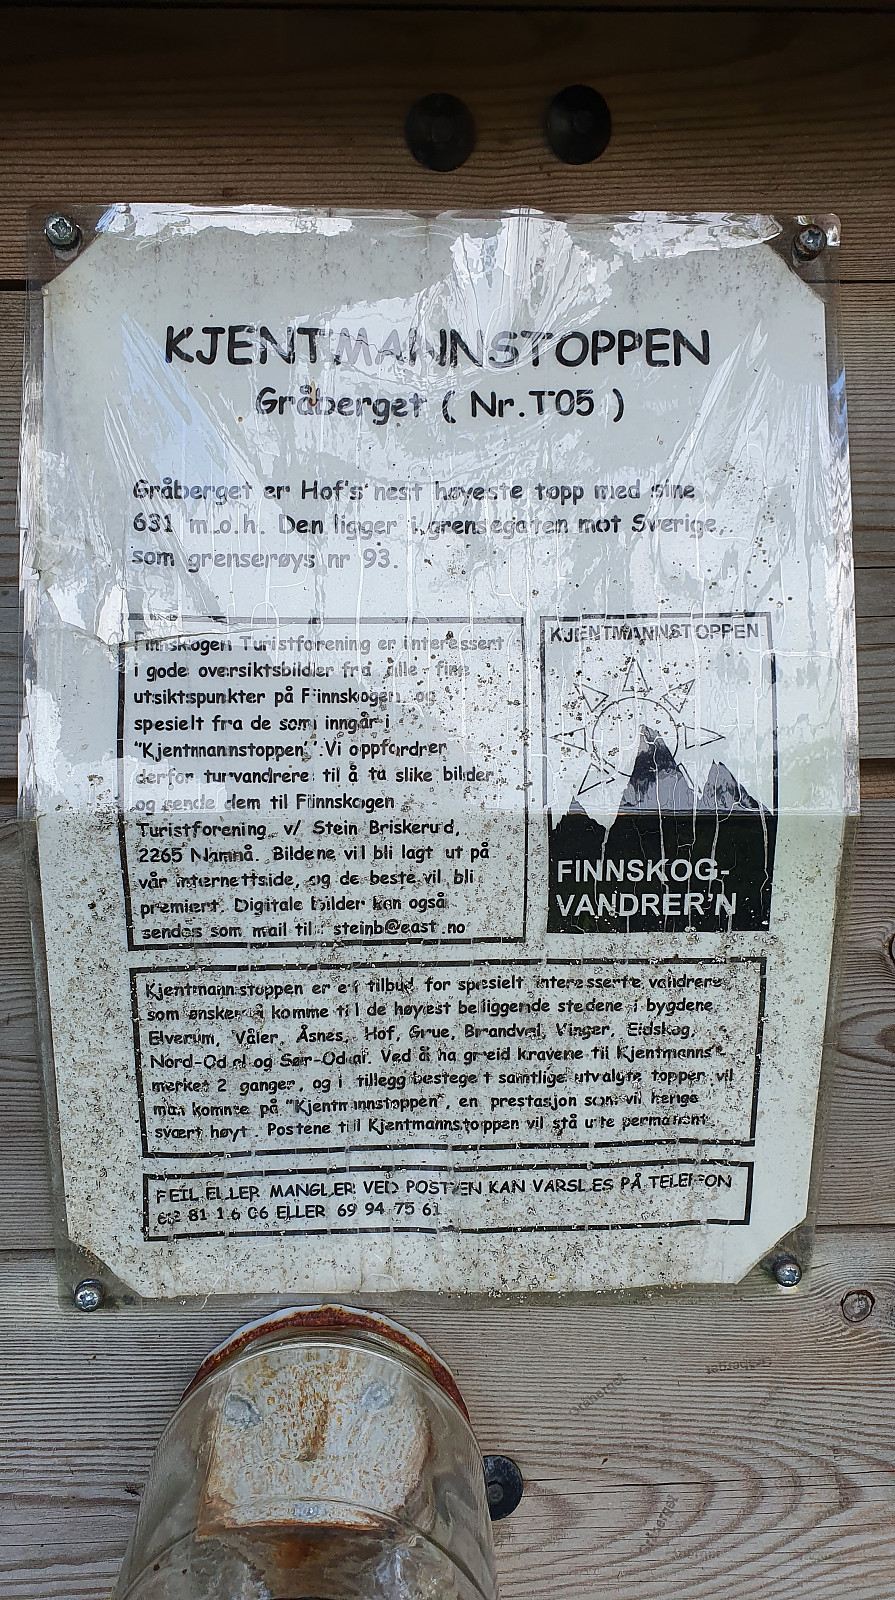 KJENTMANNSTOPPEN
Gråberget ( Nr. T05 )
Gråberget er Hof's nest høyeste topp med sine
631 m.o.h. Den ligger i grensegaten mot Sverige
som grenserøys nr 93.
Finnskogen Turistforening er interessert
i gode oversiktsbilder fra alle fine
utsiktspunkter på Finnskogen og
spesielt fra de som inngår i
"Kjentmannstoppen". Vi oppfordrer
derfor turvandrere til å ta slike bilder
og sende dem til Finnskogen
Turistforening v/ Stein Briskerud,
2265 Namnå. Bildene vil bli lagt ut på
vår internettside, og de beste vil bli
premiert. Digitale bilder kan også
sendes som mail til: steinb@east.no
KJENTMANNSTOPPEN
FINNSKOG-
VANDRER'N
Kjentmannstoppen er et tilbud for spesielt interesserte vandrere
som ønsker å komme til de høyest beliggende stedene i bygdene
Elverum, Våler, Åsnes, Hof, Grue, Brandval, Vinger, Eidskog,
Nord-Odal og Sør-Odal. Ved å ha greid kravene til Kjentmanns-
merket 2 ganger, og i tillegg besteget samtlige utvalgte topper vil
man komme på "Kjentmannstoppen", en prestasjon som vil henge
svært høyt. Postene til Kjentmannstoppen vil stå ute permanent.
FEIL ELLER MANGLER VED POSTEN KAN VARSLES PÅ TELEFON
81 16 06 ELLER 69 94 75 61
Gråberget
Gråberget
Gråberget